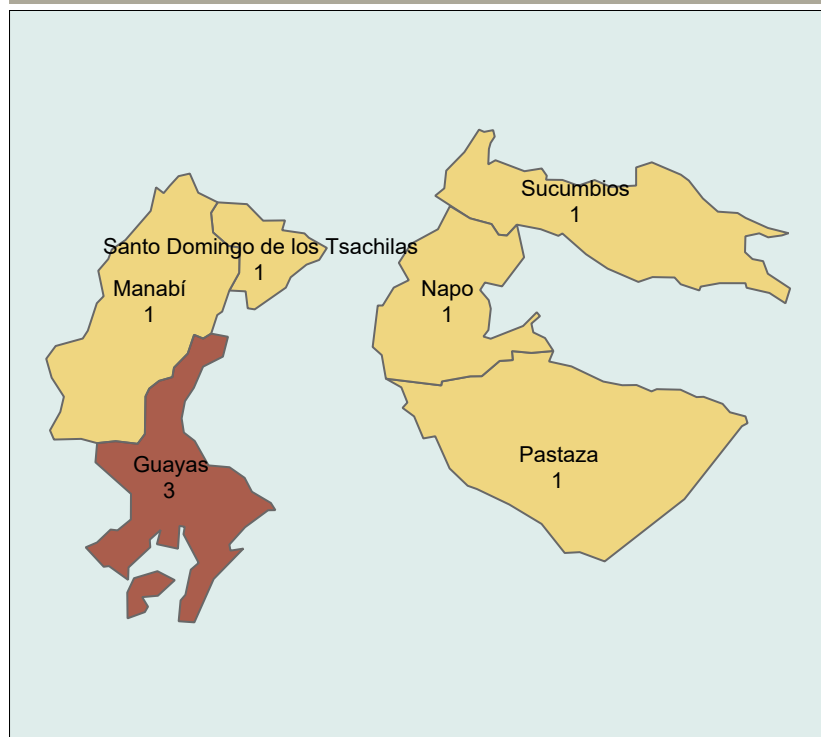 Sucumbios
1
Santo Domingo de los Tsachilas
1
Manabí
1
Napo
1
Pastaza
1
Guayas
3